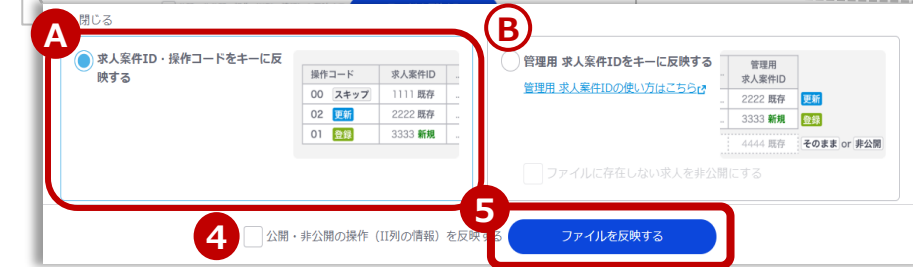 閉じる
A
求人案件ID・操作コードをキーに反
映する
操作コード 求人案件ID ..
00 スキップ 1111 既存 ..
02 更新 2222 既存 ..
01 登録 3333 新規 ..
B
管理用 求人案件IDをキーに反映する
管理用 求人案件IDの使い方はこちら
管理用
求人案件ID
.. 2222 既存 更新
.. 3333 新規 登録
4444 既存 そのまま or 非公開
ファイルに存在しない求人を非公開にする
4
公開・非公開の操作（II列の情報）を反映する
5
ファイルを反映する